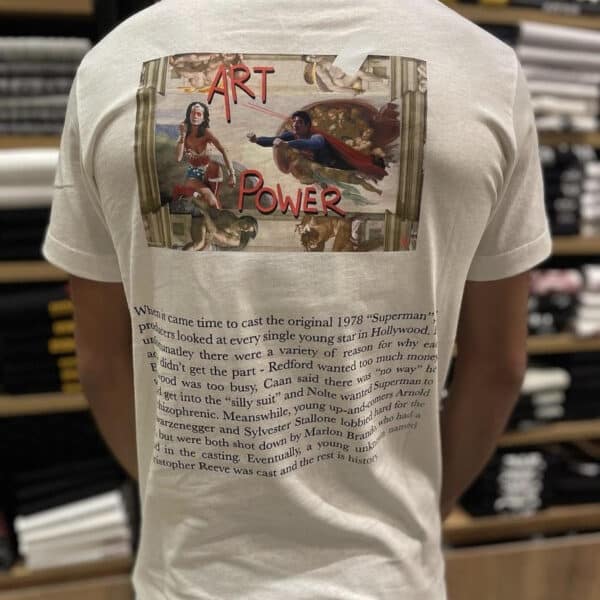 ART
POWER
When it came time to cast the original 1978 "Superman",
looked at every single young star in Hollywood.
there were a variety of reason for why
didn't get the part - Redford wanted too much money
was too busy, Caan said there was "no way" he
get into the "silly suit" and Nolte wanted Superman to
Meanwhile, young up-and-comers Arnold
and Sylvester Stallone lobbied hard for the
but were both shot down by Marlon Brando who had a
in the casting. Eventually, a young unknown named
Reeve was cast and the rest is history